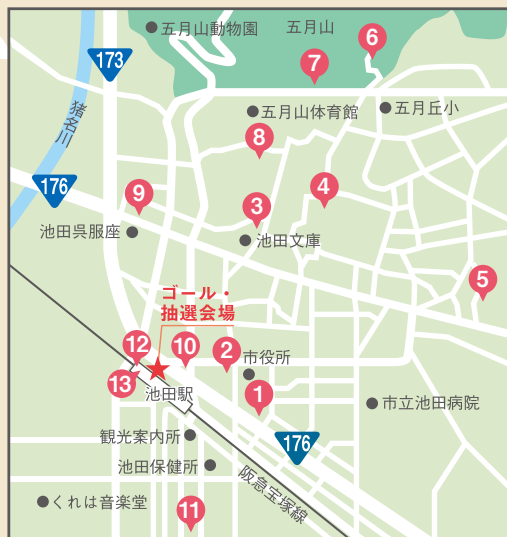 五月山動物園
五月山
6
173
7
猪名川
五月山体育館
五月丘小
8
176
9
4
3
池田呉服座
池田文庫
5
ゴール・
抽選会場
12
10
2
市役所
13
池田駅
1
市立池田病院
観光案内所
176
池田保健所
阪急宝塚線
くれは音楽堂
11